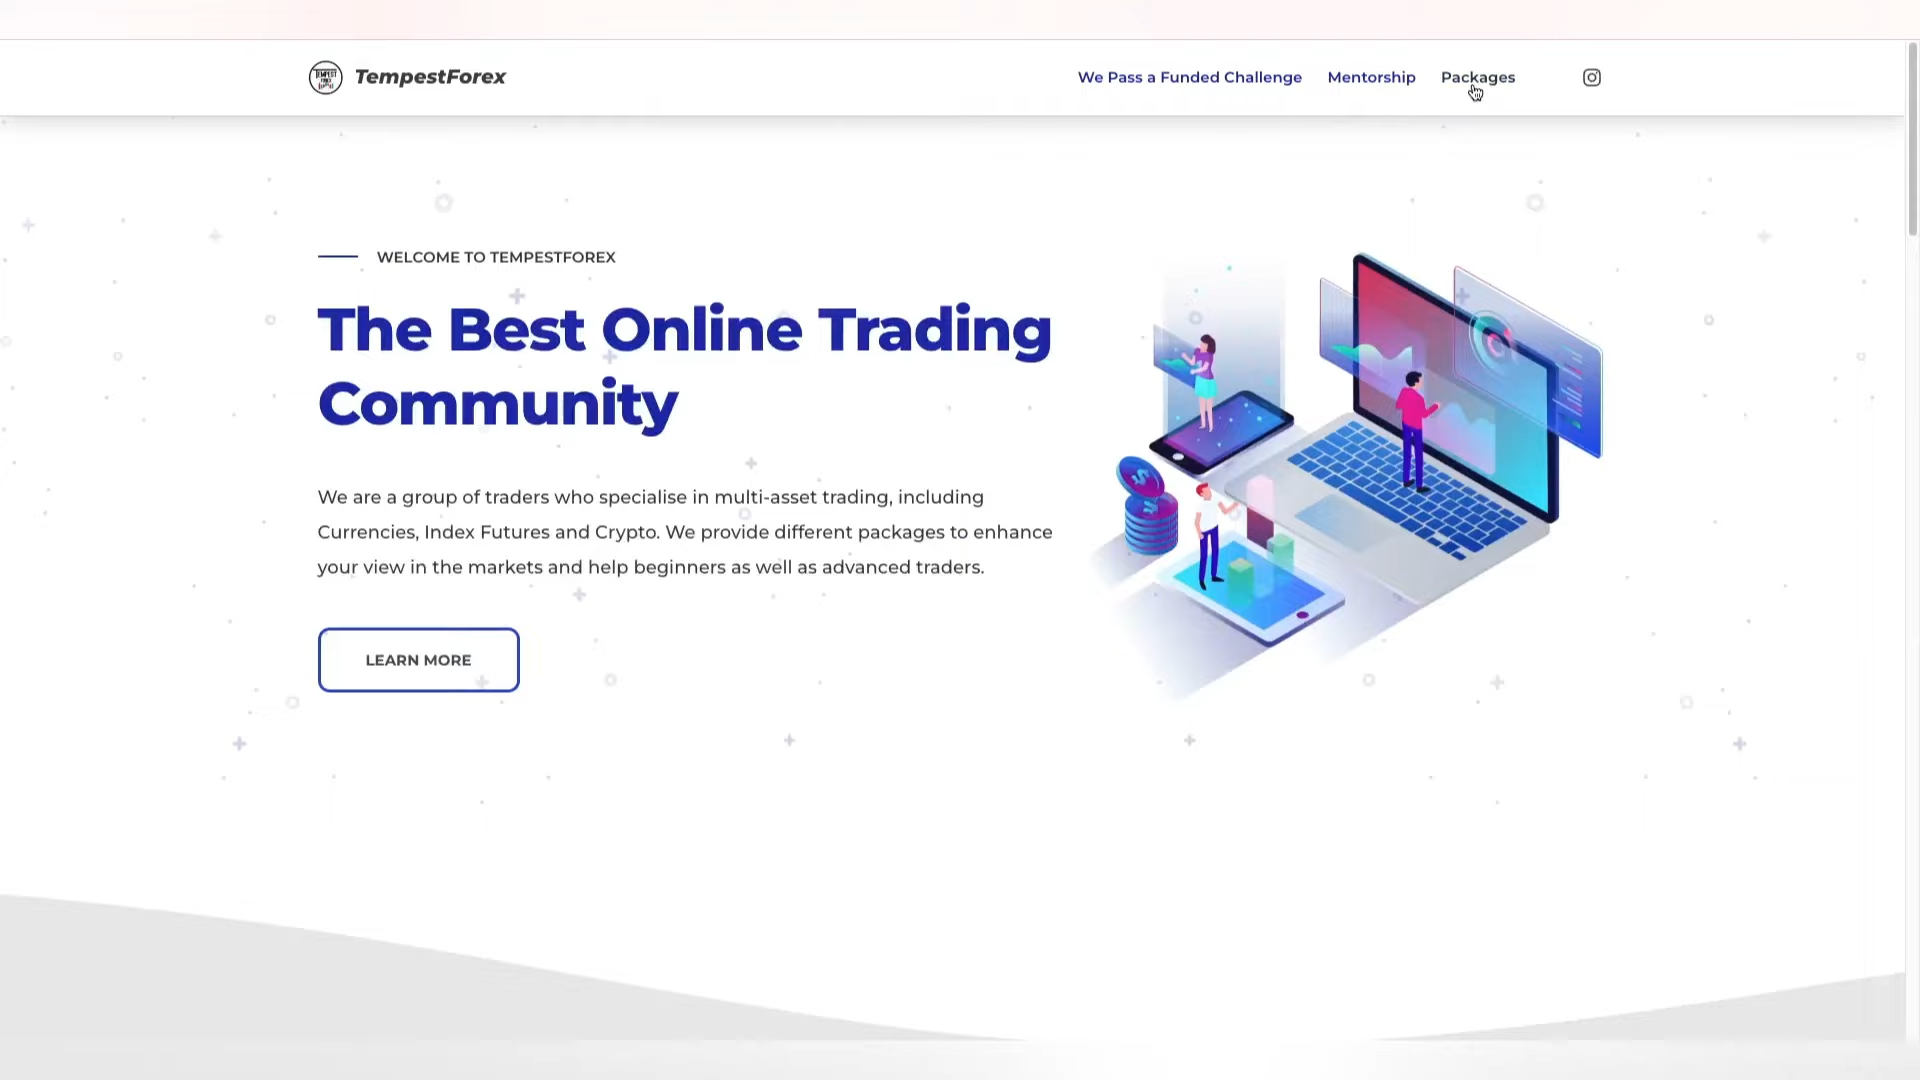 TempestForex
We Pass a Funded Challenge Mentorship Packages
WELCOME TO TEMPESTFOREX
The Best Online Trading
Community
We are a group of traders who specialise in multi-asset trading, including
Currencies, Index Futures and Crypto. We provide different packages to enhance
your view in the markets and help beginners as well as advanced traders.
LEARN MORE